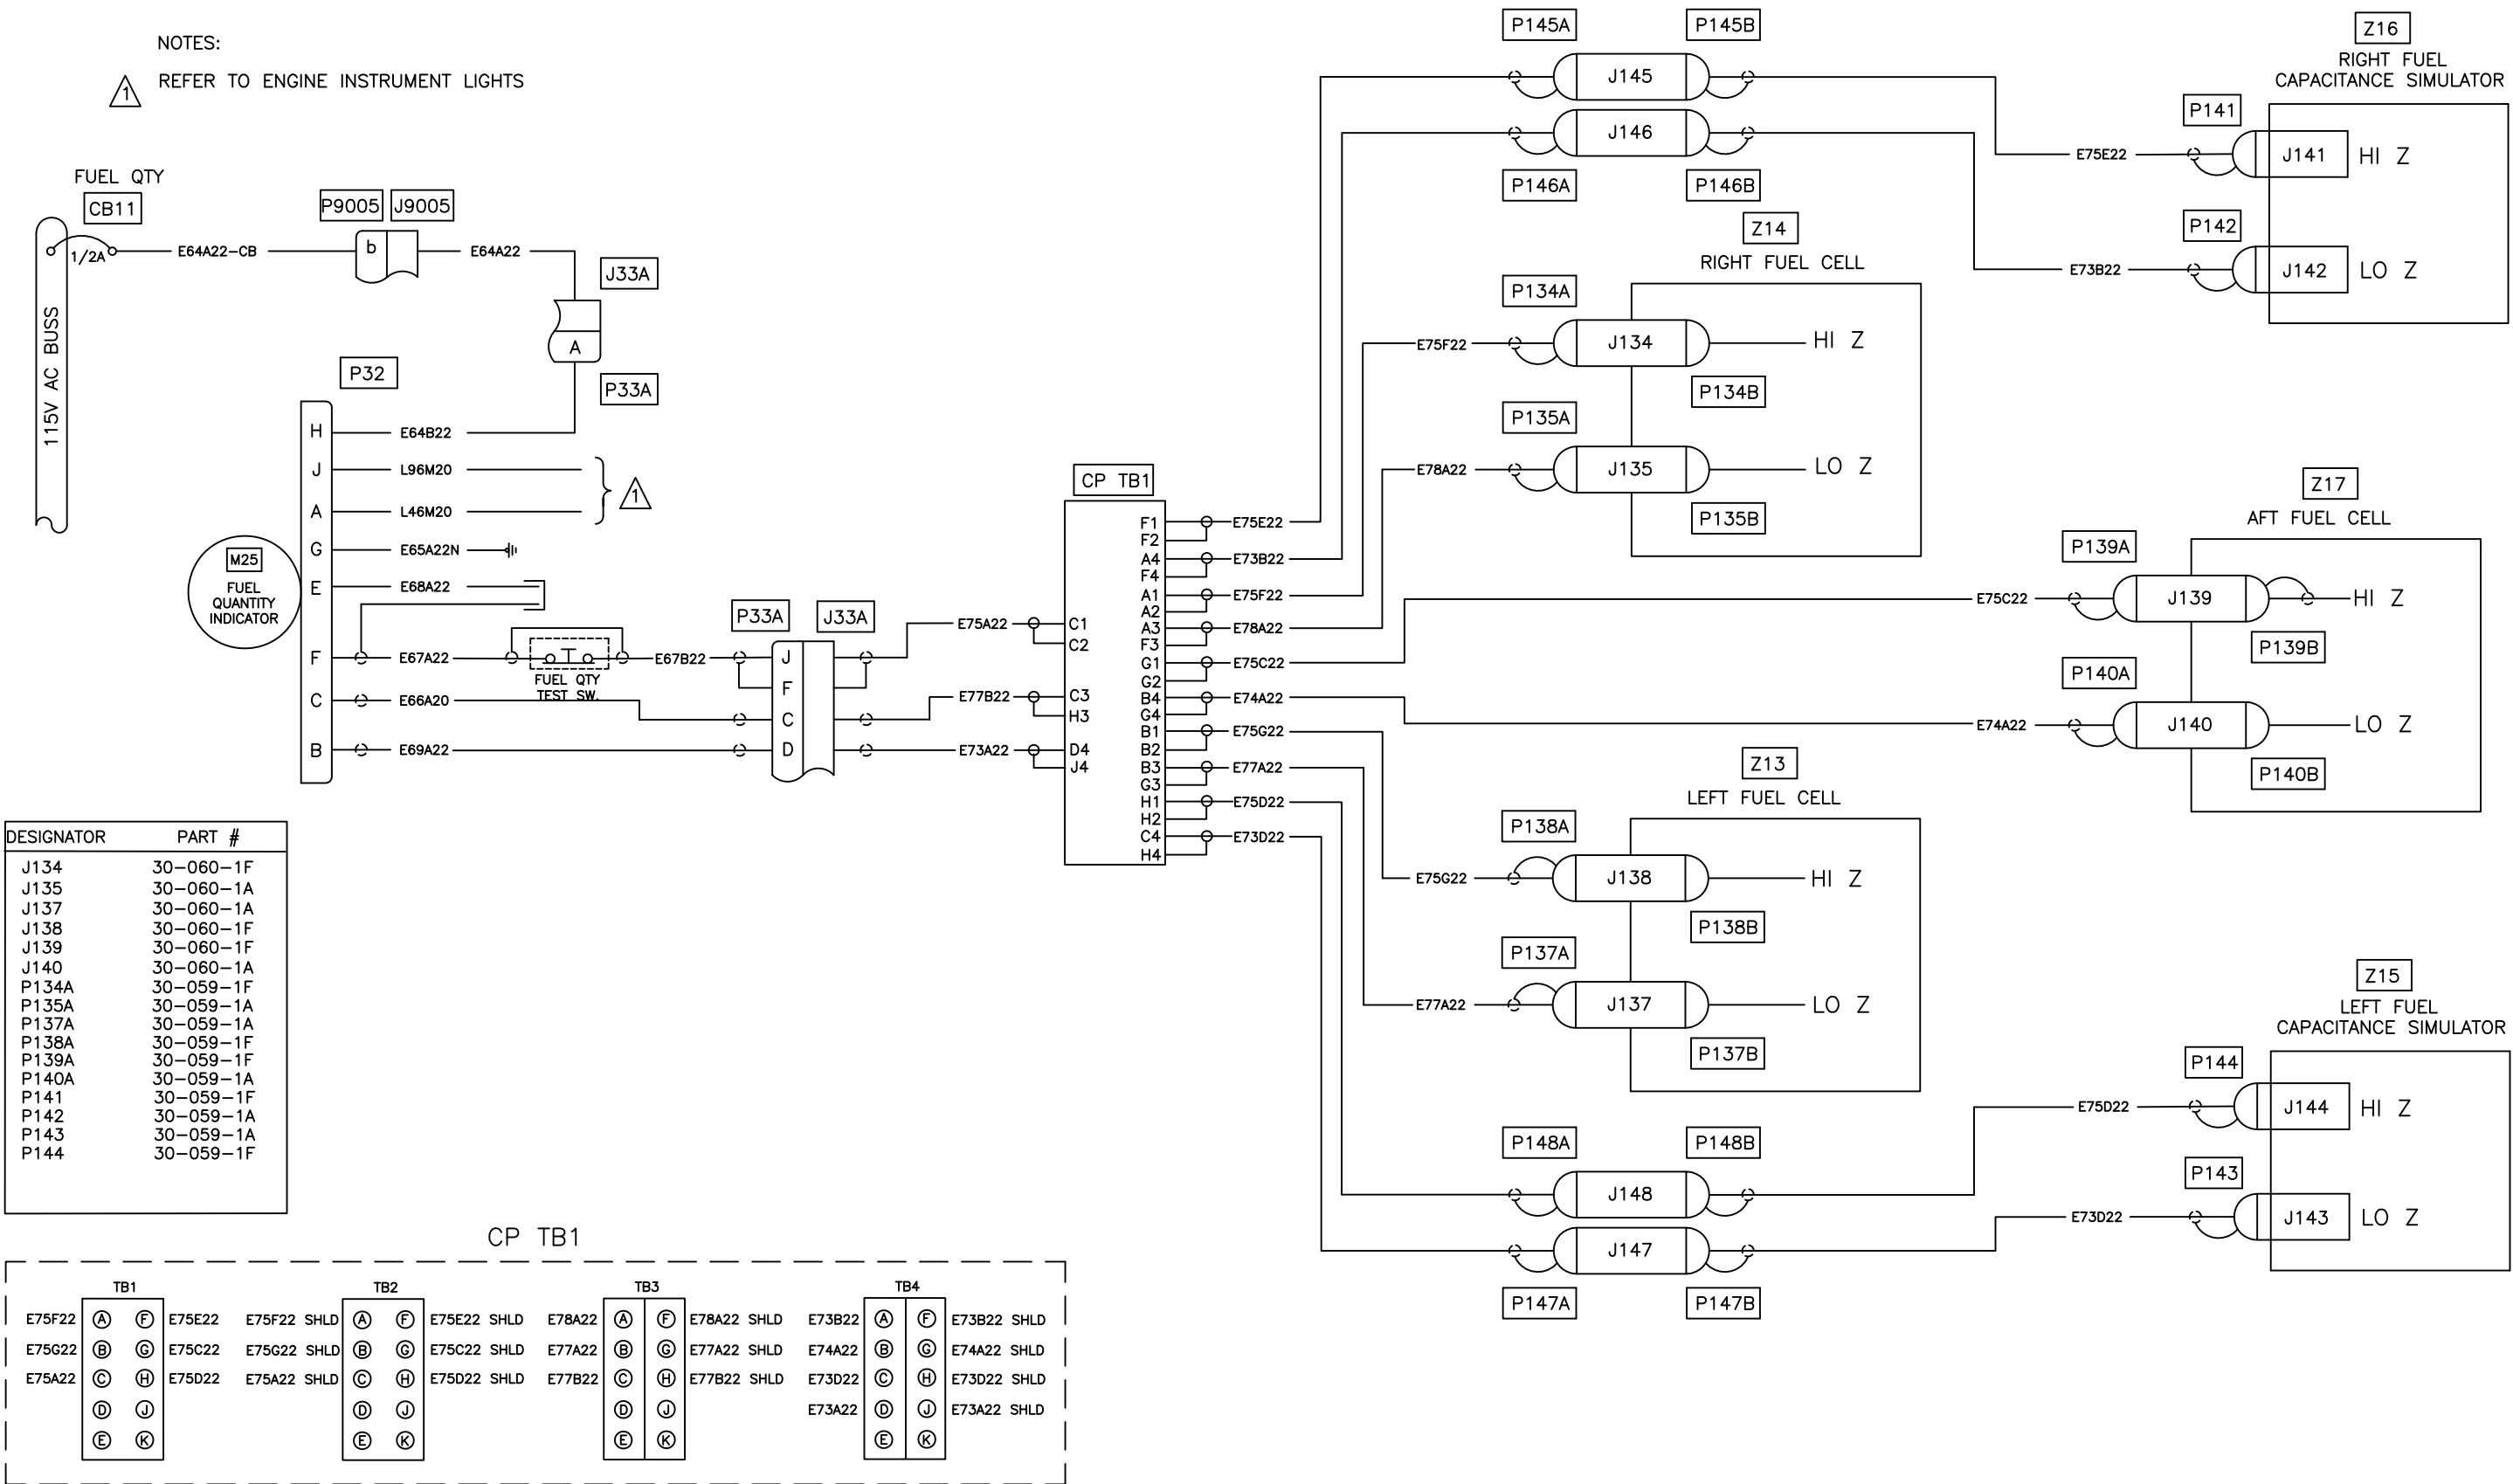 NOTES:
1 REFER TO ENGINE INSTRUMENT LIGHTS
FUEL QTY
CB11
1/2A
115V AC BUSS
E64A22-CB
P9005
J9005
b
E64A22
J33A
A
P33A
P32
H
E64B22
J
L96M20
A
L46M20
1
G
E65A22N
E
E68A22
F
E67A22
C
E66A20
B
E69A22
M25
FUEL
QUANTITY
INDICATOR
FUEL QTY
TEST SW.
E67B22
P33A
J33A
J
F
C
D
E75A22
E77B22
E73A22
CP TB1
C1
C2
C3
H3
D4
J4
F1
F2
A4
F4
A1
A2
A3
F3
G1
G2
B4
G4
B1
B2
B3
G3
H1
H2
C4
H4
E75E22
E73B22
E75F22
E78A22
E75C22
E74A22
E75G22
E77A22
E75D22
E73D22
P145A
P145B
J145
J146
P146A
P146B
Z16
RIGHT FUEL
CAPACITANCE SIMULATOR
P141
E75E22
J141
HI Z
P142
E73B22
J142
LO Z
Z14
RIGHT FUEL CELL
P134A
E75F22
J134
HI Z
P134B
P135A
E78A22
J135
LO Z
P135B
Z17
AFT FUEL CELL
P139A
E75C22
J139
HI Z
P139B
P140A
E74A22
J140
LO Z
P140B
Z13
LEFT FUEL CELL
P138A
E75G22
J138
HI Z
P138B
P137A
E77A22
J137
LO Z
P137B
Z15
LEFT FUEL
CAPACITANCE SIMULATOR
P144
E75D22
J144
HI Z
P143
E73D22
J143
LO Z
P148A
P148B
J148
J147
P147A
P147B
DESIGNATOR PART #
J134 30-060-1F
J135 30-060-1A
J137 30-060-1A
J138 30-060-1F
J139 30-060-1F
J140 30-060-1A
P134A 30-059-1F
P135A 30-059-1A
P137A 30-059-1A
P138A 30-059-1F
P139A 30-059-1F
P140A 30-059-1A
P141 30-059-1F
P142 30-059-1A
P143 30-059-1A
P144 30-059-1F
CP TB1
TB1
E75F22 A F E75E22
E75G22 B G E75C22
E75A22 C H E75D22
D J
E K
TB2
E75F22 SHLD A F E75E22 SHLD
E75G22 SHLD B G E75C22 SHLD
E75A22 SHLD C H E75D22 SHLD
D J
E K
TB3
E78A22 A F E78A22 SHLD
E77A22 B G E77A22 SHLD
E77B22 C H E77B22 SHLD
D J
E K
TB4
E73B22 A F E73B22 SHLD
E74A22 B G E74A22 SHLD
E73D22 C H E73D22 SHLD
E73A22 D J E73A22 SHLD
E K